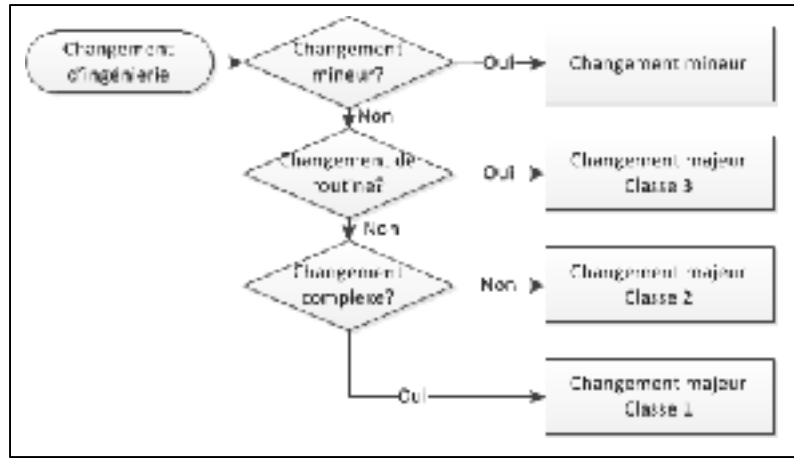 Changement
d'ingénierie
Changement
mineur?
Oui
Changement mineur
Non
Changement de
routine?
Oui
Changement majeur
Classe 3
Non
Changement
complexe?
Non
Changement majeur
Classe 2
Oui
Changement majeur
Classe 1